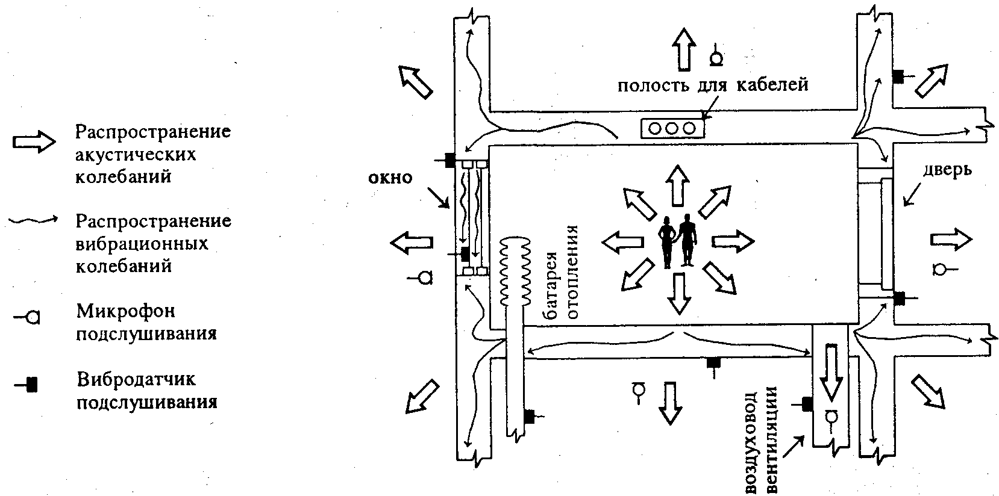 Распространение
акустических
колебаний
Распространение
вибрационных
колебаний
Микрофон
подслушивания
Вибродатчик
подслушивания
полость для кабелей
окно
дверь
батарея
отопления
воздуховод
вентиляции